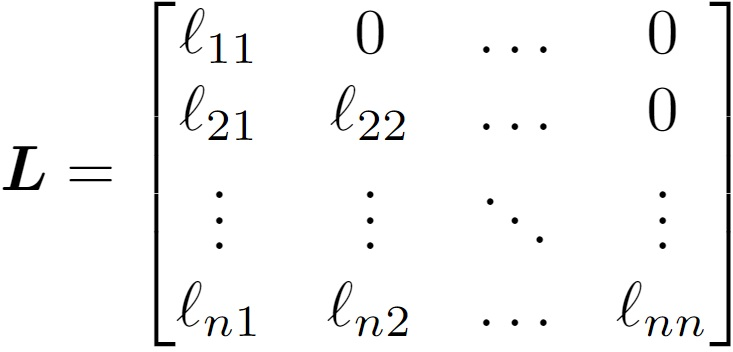 L = [ ℓ11 0 … 0
ℓ21 ℓ22 … 0
⋮ ⋮ ⋱ ⋮
ℓn1 ℓn2 … ℓnn ]